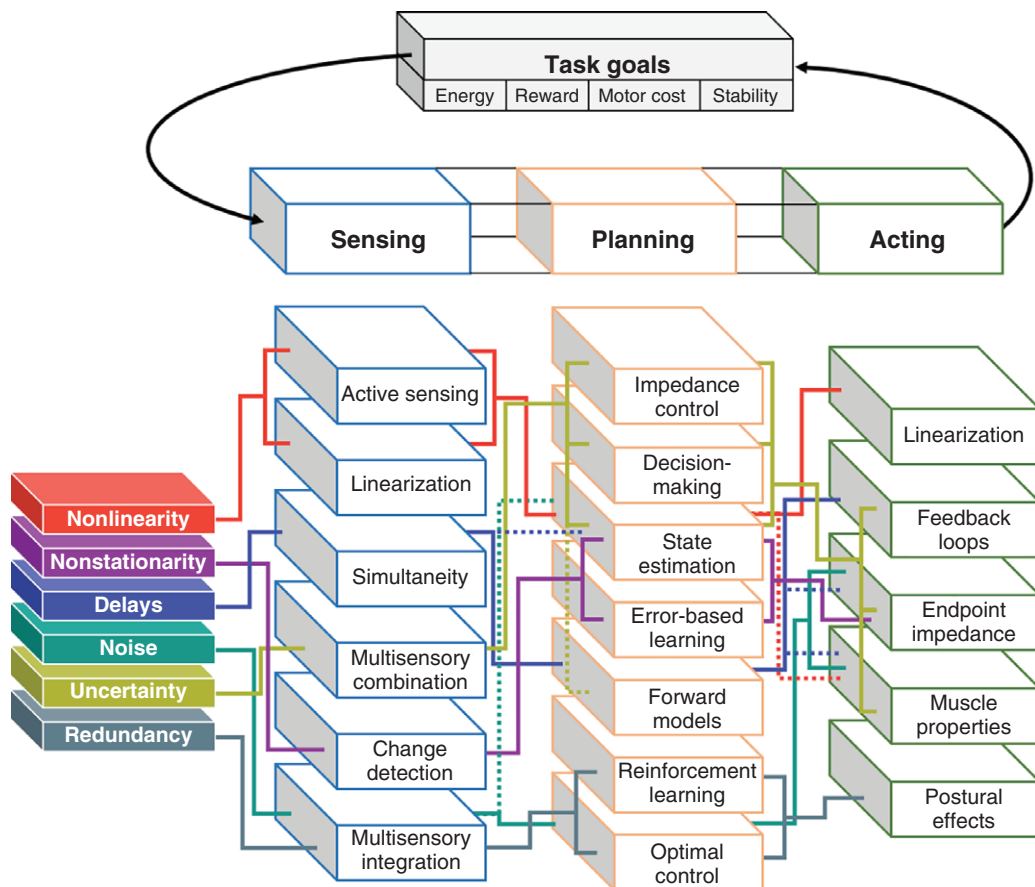 Task goals
Energy
Reward
Motor cost
Stability
Sensing
Planning
Acting
Nonlinearity
Nonstationarity
Delays
Noise
Uncertainty
Redundancy
Active sensing
Linearization
Simultaneity
Multisensory
combination
Change
detection
Multisensory
integration
Impedance
control
Decision-
making
State
estimation
Error-based
learning
Forward
models
Reinforcement
learning
Optimal
control
Linearization
Feedback
loops
Endpoint
impedance
Muscle
properties
Postural
effects